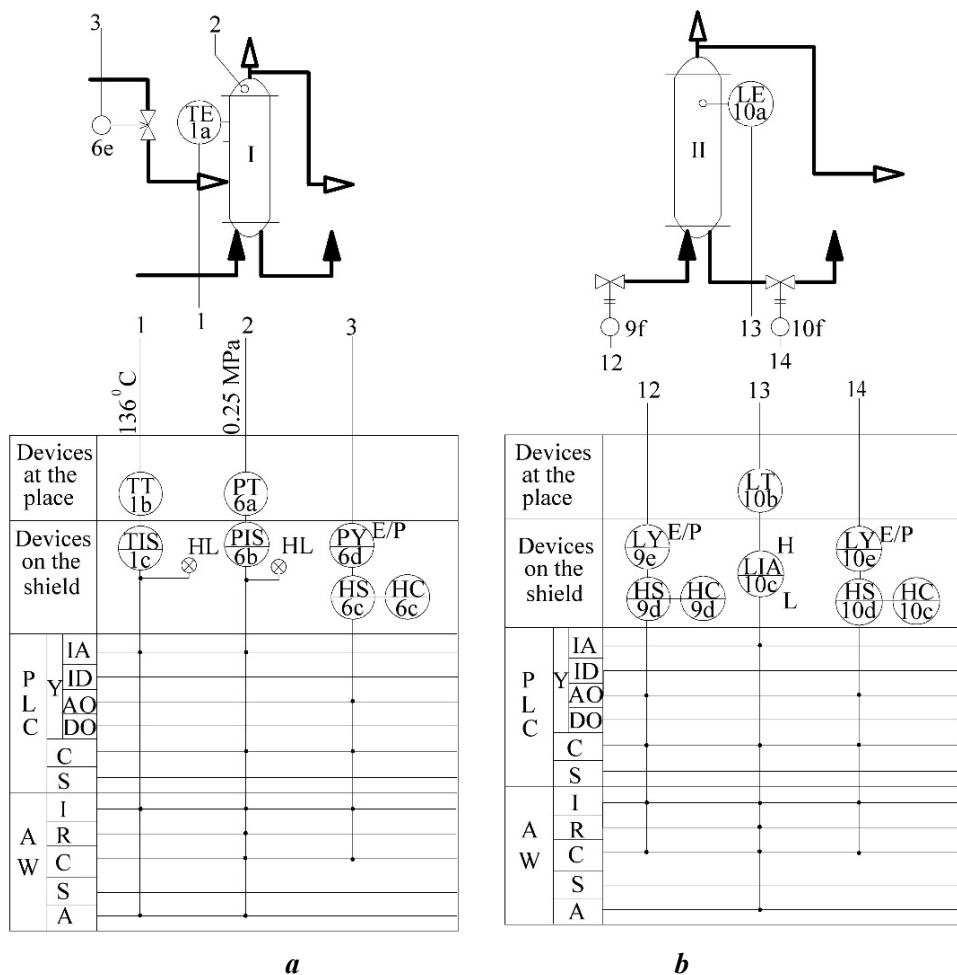 3
2
TE
1a
6e
I
1
LE
10a
II
9f
10f
12
13
14
1
2
3
136 ⁰ C
0.25 MPa
Devices
at the
place
TT
1b
PT
6a
Devices
on the
shield
TIS
1c
HL
PIS
6b
HL
PY
6d
E/P
HS
6c
HC
6c
P
L
C
Y
IA
ID
AO
DO
C
S
A
W
I
R
C
S
A
a
12
13
14
Devices
at the
place
LT
10b
Devices
on the
shield
LY
9e
E/P
HS
9d
HC
9d
H
LIA
10c
L
LY
10e
E/P
HS
10d
HC
10c
P
L
C
Y
IA
ID
AO
DO
C
S
A
W
I
R
C
S
A
b